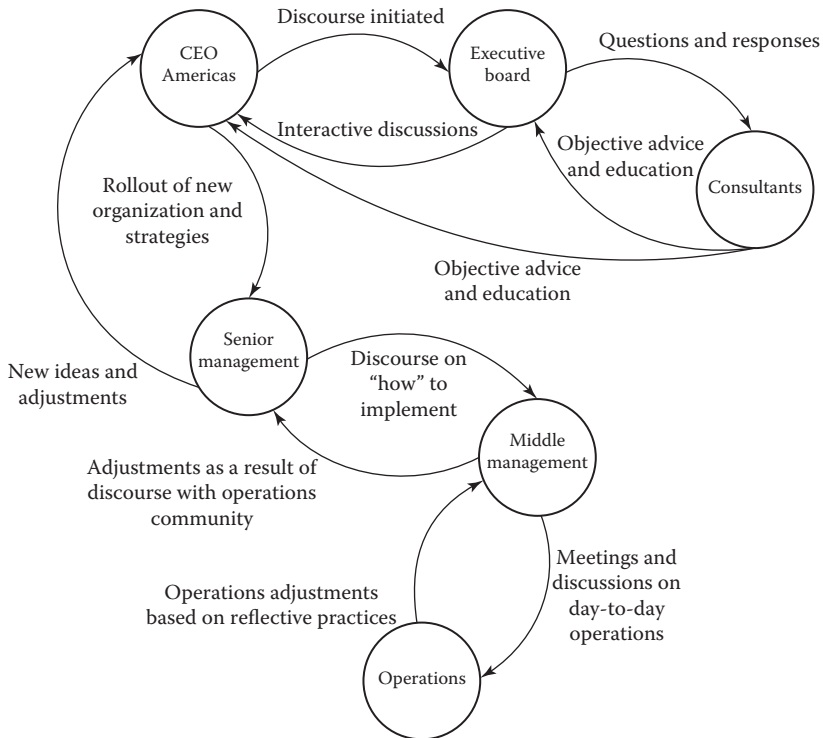 Discourse initiated
CEO
Americas
Executive
board
Questions and responses
Interactive discussions
Objective advice
and education
Consultants
Rollout of new
organization and
strategies
Objective advice
and education
Senior
management
New ideas and
adjustments
Discourse on
“how” to
implement
Middle
management
Adjustments as a result of
discourse with operations
community
Meetings and
discussions on
day-to-day
operations
Operations adjustments
based on reflective practices
Operations